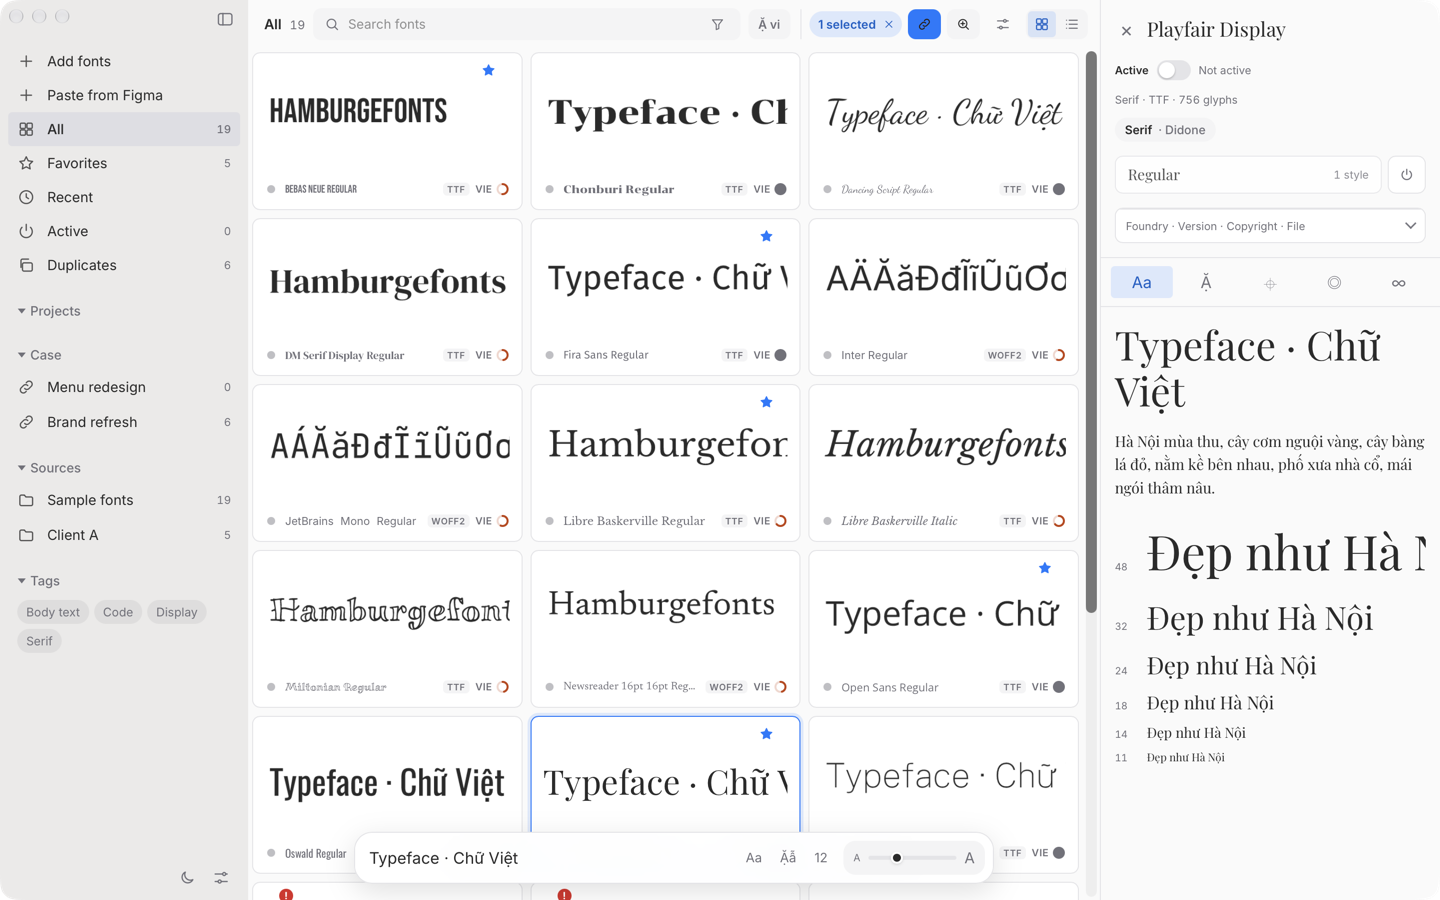 Add fonts
Paste from Figma
All 19
Favorites 5
Recent
Active 0
Duplicates 6
Projects
Case
Menu redesign 0
Brand refresh 6
Sources
Sample fonts 19
Client A 5
Tags
Body text Code Display
Serif
All 19 Search fonts Ặ vi 1 selected
HAMBURGEFONTS
BEBAS NEUE REGULAR TTF VIE
Typeface · Ch
Chonburi Regular TTF VIE
Typeface · Chữ Việt
Dancing Script Regular TTF VIE
Hamburgefonts
DM Serif Display Regular TTF VIE
Typeface · Chữ V
Fira Sans Regular TTF VIE
AÄÃăĐđĨĩŨũƠơ
Inter Regular WOFF2 VIE
AÁĂăĐđĨĩŨũƠơ
JetBrains Mono Regular WOFF2 VIE
Hamburgefon
Libre Baskerville Regular TTF VIE
Hamburgefonts
Libre Baskerville Italic TTF VIE
Hamburgefont
Miltonian Regular TTF VIE
Hamburgefonts
Newsreader 16pt 16pt Reg... WOFF2 VIE
Typeface · Chữ
Open Sans Regular TTF VIE
Typeface · Chữ Việt
Oswald Regular
Typeface · Chữ V
Typeface · Chữ
TTF VIE
Typeface · Chữ Việt Aa Ặẫ 12 A A
Playfair Display
Active Not active
Serif · TTF · 756 glyphs
Serif · Didone
Regular 1 style
Foundry · Version · Copyright · File
Aa Ặ
Typeface · Chữ
Việt
Hà Nội mùa thu, cây cơm nguội vàng, cây bàng
lá đỏ, nằm kề bên nhau, phố xưa nhà cổ, mái
ngói thâm nâu.
48 Đẹp như Hà N
32 Đẹp như Hà Nội
24 Đẹp như Hà Nội
18 Đẹp như Hà Nội
14 Đẹp như Hà Nội
11 Đẹp như Hà Nội